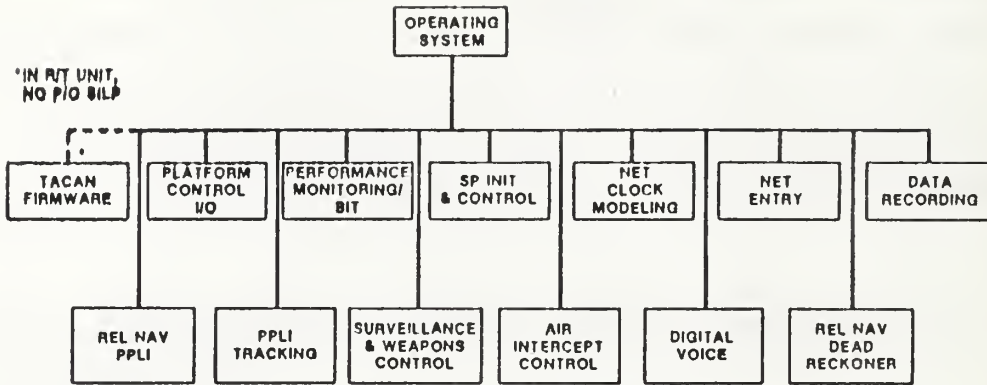 OPERATING
SYSTEM
*IN R/T UNIT,
NO P/O SILP
TACAN
FIRMWARE
PLATFORM
CONTROL
I/O
PERFORMANCE
MONITORING/
BIT
SP INIT
& CONTROL
NET
CLOCK
MODELING
NET
ENTRY
DATA
RECORDING
*
REL NAV
PPLI
PPLI
TRACKING
SURVEILLANCE
& WEAPONS
CONTROL
AIR
INTERCEPT
CONTROL
DIGITAL
VOICE
REL NAV
DEAD
RECKONER